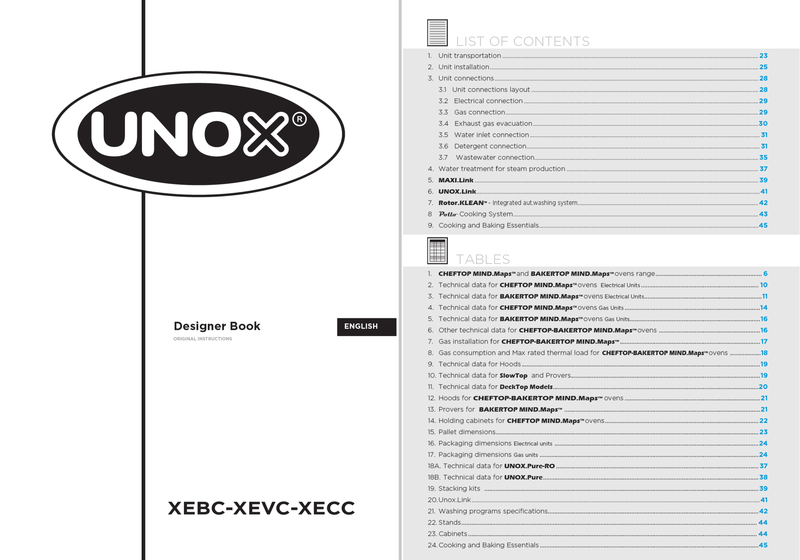 UNOX®
Designer Book
ORIGINAL INSTRUCTIONS
ENGLISH
XEBC-XEVC-XECC
LIST OF CONTENTS
1. Unit transportation 23
2. Unit Installation 25
3. Unit connections 28
3.1 Unit connections layout 28
3.2 Electrical connection 29
3.3 Gas connection 29
3.4 Exhaust gas evacuation 30
3.5 Water inlet connection 31
3.6 Detergent connection 31
3.7 Wastewater connection 35
4. Water treatment for steam production 37
5. MAXI.Link 39
6. UNOX.Link 41
7. Rotor.KLEAN™ - Integrated aut.washing system 42
8 Pollo-Cooking System 43
9. Cooking and Baking Essentials 45
TABLES
1. CHEFTOP MIND.Maps™ and BAKERTOP MIND.Maps™ ovens range 6
2. Technical data for CHEFTOP MIND.Maps™ ovens Electrical Units 10
3. Technical data for BAKERTOP MIND.Maps™ ovens Electrical Units 11
4. Technical data for CHEFTOP MIND.Maps™ ovens Gas Units 14
5. Technical data for BAKERTOP MIND.Maps™ ovens Gas Units 16
6. Other technical data for CHEFTOP-BAKERTOP MIND.Maps™ ovens 16
7. Gas installation for CHEFTOP-BAKERTOP MIND.Maps™ 17
8. Gas consumption and Max rated thermal load for CHEFTOP-BAKERTOP MIND.Maps™ ovens 18
9. Technical data for Hoods 19
10. Technical data for SlowTop and Provers 19
11. Technical data for DeckTop Models 20
12. Hoods for CHEFTOP-BAKERTOP MIND.Maps™ ovens 21
13. Provers for BAKERTOP MIND.Maps™ 21
14. Holding cabinets for CHEFTOP MIND.Maps™ ovens 22
15. Pallet dimensions 23
16. Packaging dimensions Electrical units 24
17. Packaging dimensions Gas units 24
18A. Technical data for UNOX.Pure-RO 37
18B. Technical data for UNOX.Pure 38
19. Stacking kits 39
20.Unox.Link 41
21. Washing programs specifications 42
22. Stands 44
23. Cabinets 44
24. Cooking and Baking Essentials 45